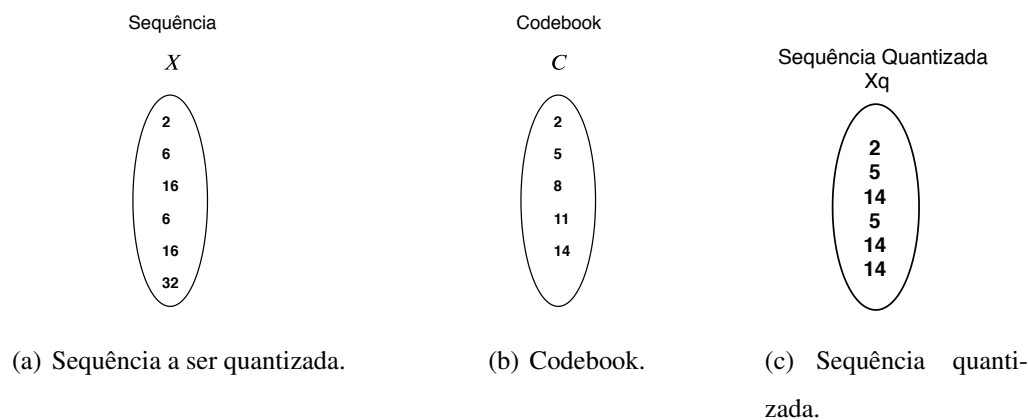 Sequência
X
2
6
16
6
16
32
(a) Sequência a ser quantizada.
Codebook
C
2
5
8
11
14
(b) Codebook.
Sequência Quantizada
Xq
2
5
14
5
14
14
(c) Sequência quanti-
zada.